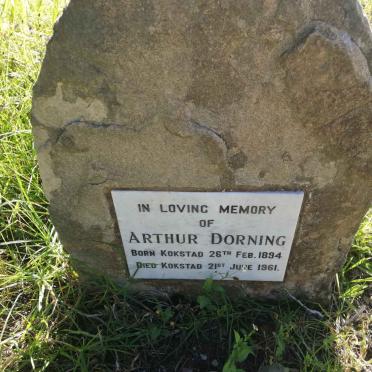 IN LOVING MEMORY
OF
ARTHUR DORNING
BORN KOKSTAD 26TH FEB. 1894
DIED KOKSTAD 21ST JUNE 1961.